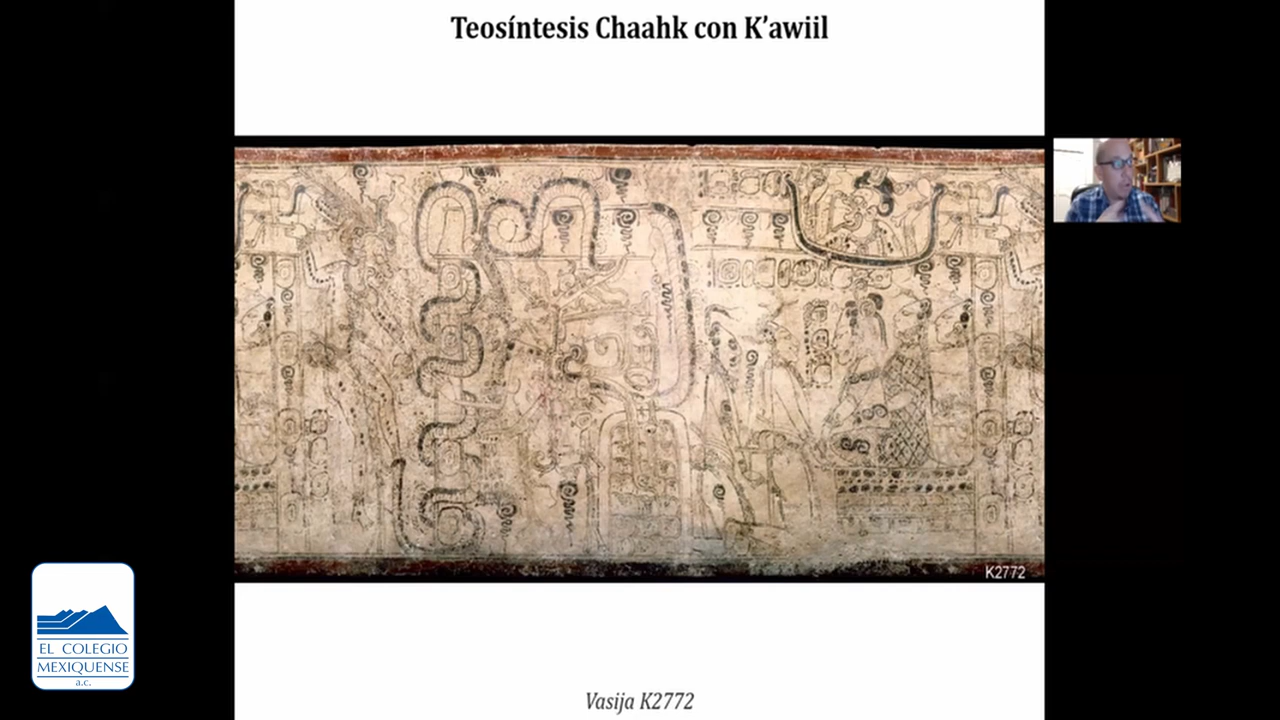 Teosíntesis Chaahk con K'awiil
K2772
EL COLEGIO
MEXIQUENSE
a.c.
Vasija K2772